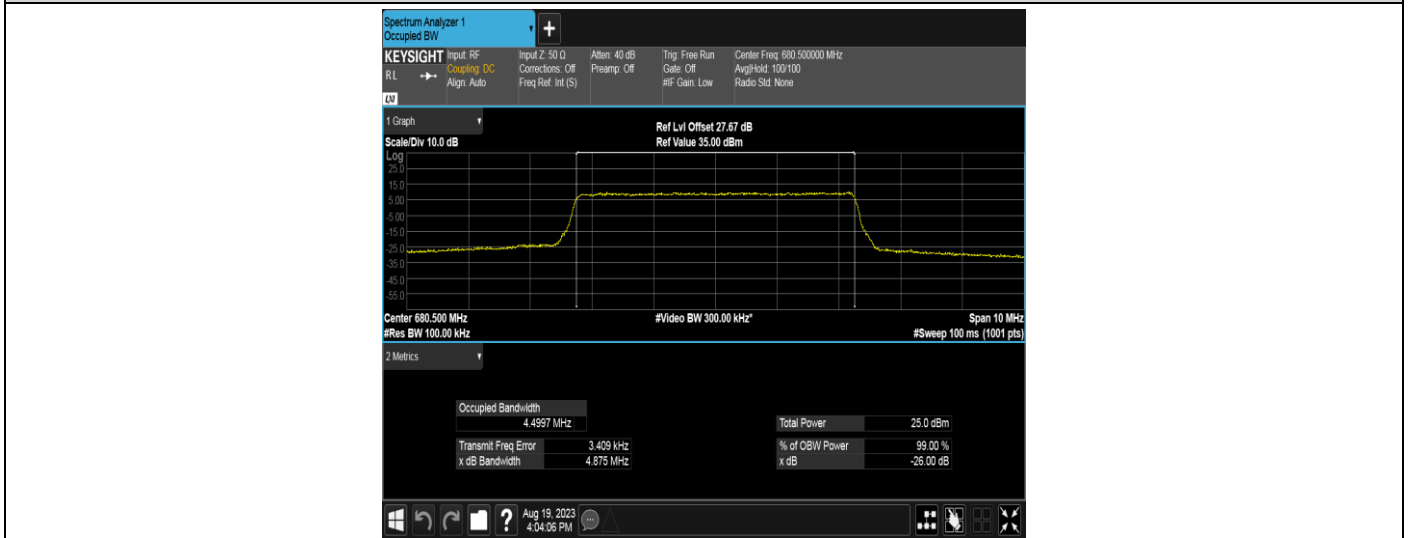 Spectrum Analyzer 1
Occupied BW
+
KEYSIGHT Input: RF Input Z: 50 Ω Atten: 40 dB Trig: Free Run Center Freq: 680.500000 MHz
RL Coupling: DC Corrections: Off Preamp: Off Gate: Off Avg|Hold: 100/100
Align: Auto Freq Ref: Int (S) #IF Gain: Low Radio Std: None
LXI
1 Graph Ref Lvl Offset 27.67 dB
Scale/Div 10.0 dB Ref Value 35.00 dBm
Log
25.0
15.0
5.00
-5.00
-15.0
-25.0
-35.0
-45.0
-55.0
Center 680.500 MHz #Video BW 300.00 kHz* Span 10 MHz
#Res BW 100.00 kHz #Sweep 100 ms (1001 pts)
2 Metrics
Occupied Bandwidth
4.4997 MHz Total Power 25.0 dBm
Transmit Freq Error 3.409 kHz % of OBW Power 99.00 %
x dB Bandwidth 4.875 MHz x dB -26.00 dB
? Aug 19, 2023
4:04:06 PM